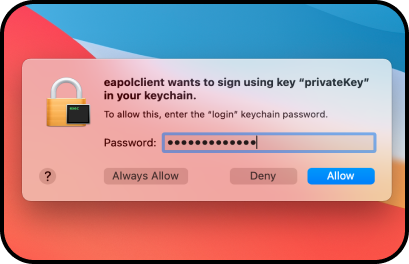 eapolclient wants to sign using key “privateKey”
in your keychain.
To allow this, enter the “login” keychain password.
Password: •••••••••••••
? Always Allow Deny Allow